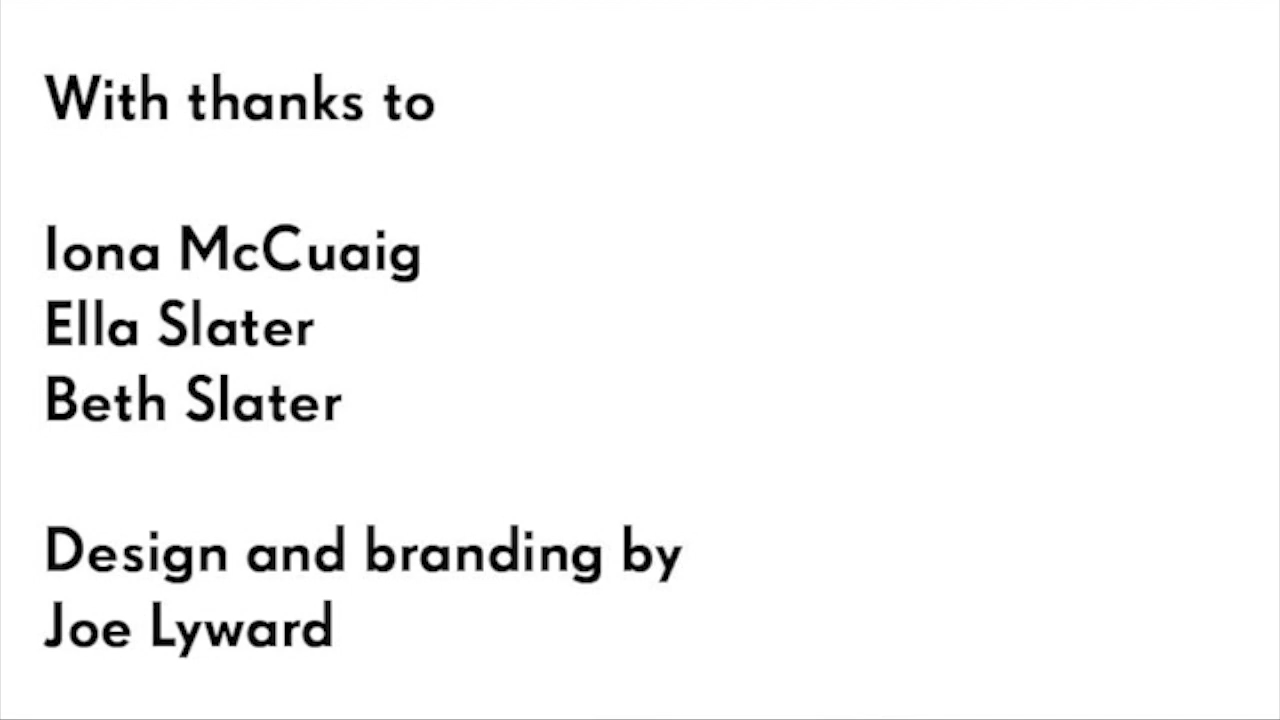 With thanks to
Iona McCuaig
Ella Slater
Beth Slater
Design and branding by
Joe Lyward